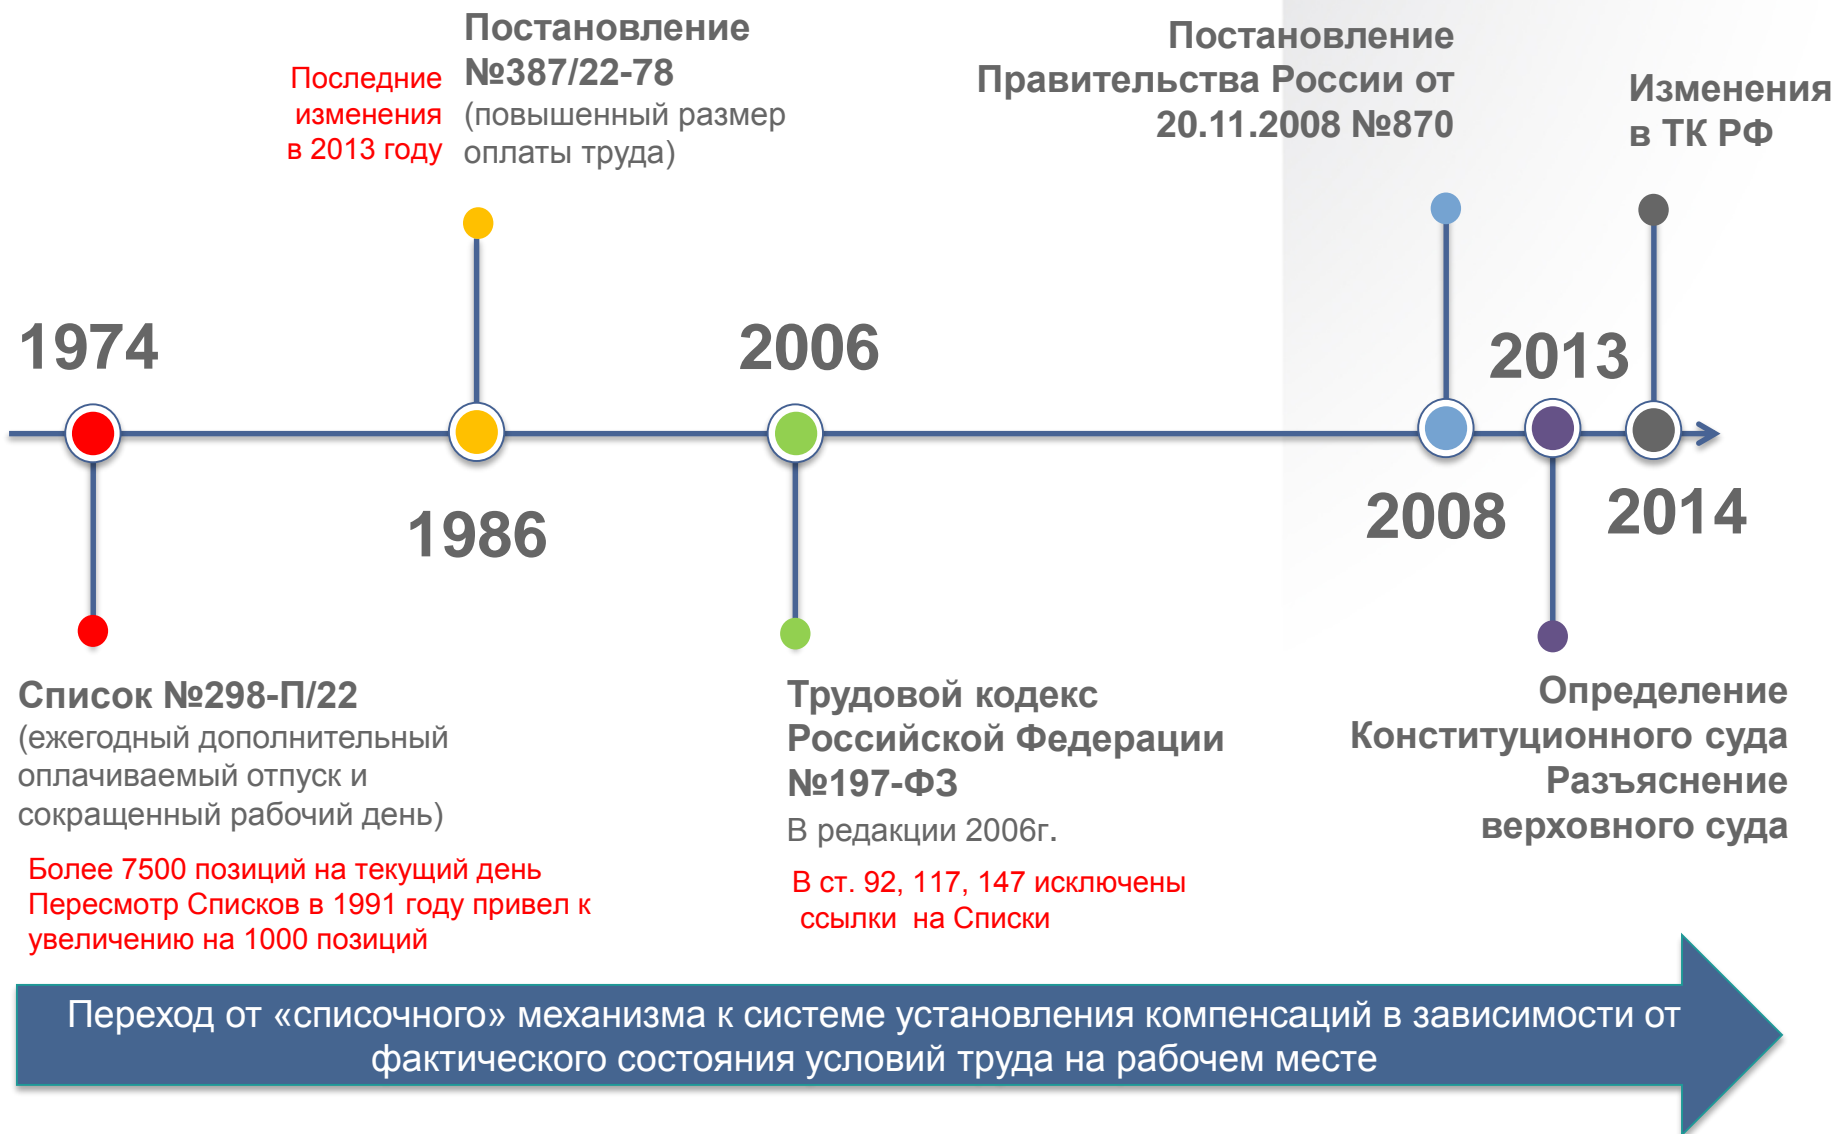 Постановление
№387/22-78
(повышенный размер
оплаты труда)
Последние
изменения
в 2013 году
Постановление
Правительства России от
20.11.2008 №870
Изменения
в ТК РФ
1974
2006
2013
1986
2008
2014
Список №298-П/22
(ежегодный дополнительный
оплачиваемый отпуск и
сокращенный рабочий день)
Более 7500 позиций на текущий день
Пересмотр Списков в 1991 году привел к
увеличению на 1000 позиций
Трудовой кодекс
Российской Федерации
№197-ФЗ
В редакции 2006г.
В ст. 92, 117, 147 исключены
ссылки на Списки
Определение
Конституционного суда
Разъяснение
верховного суда
Переход от «списочного» механизма к системе установления компенсаций в зависимости от
фактического состояния условий труда на рабочем месте